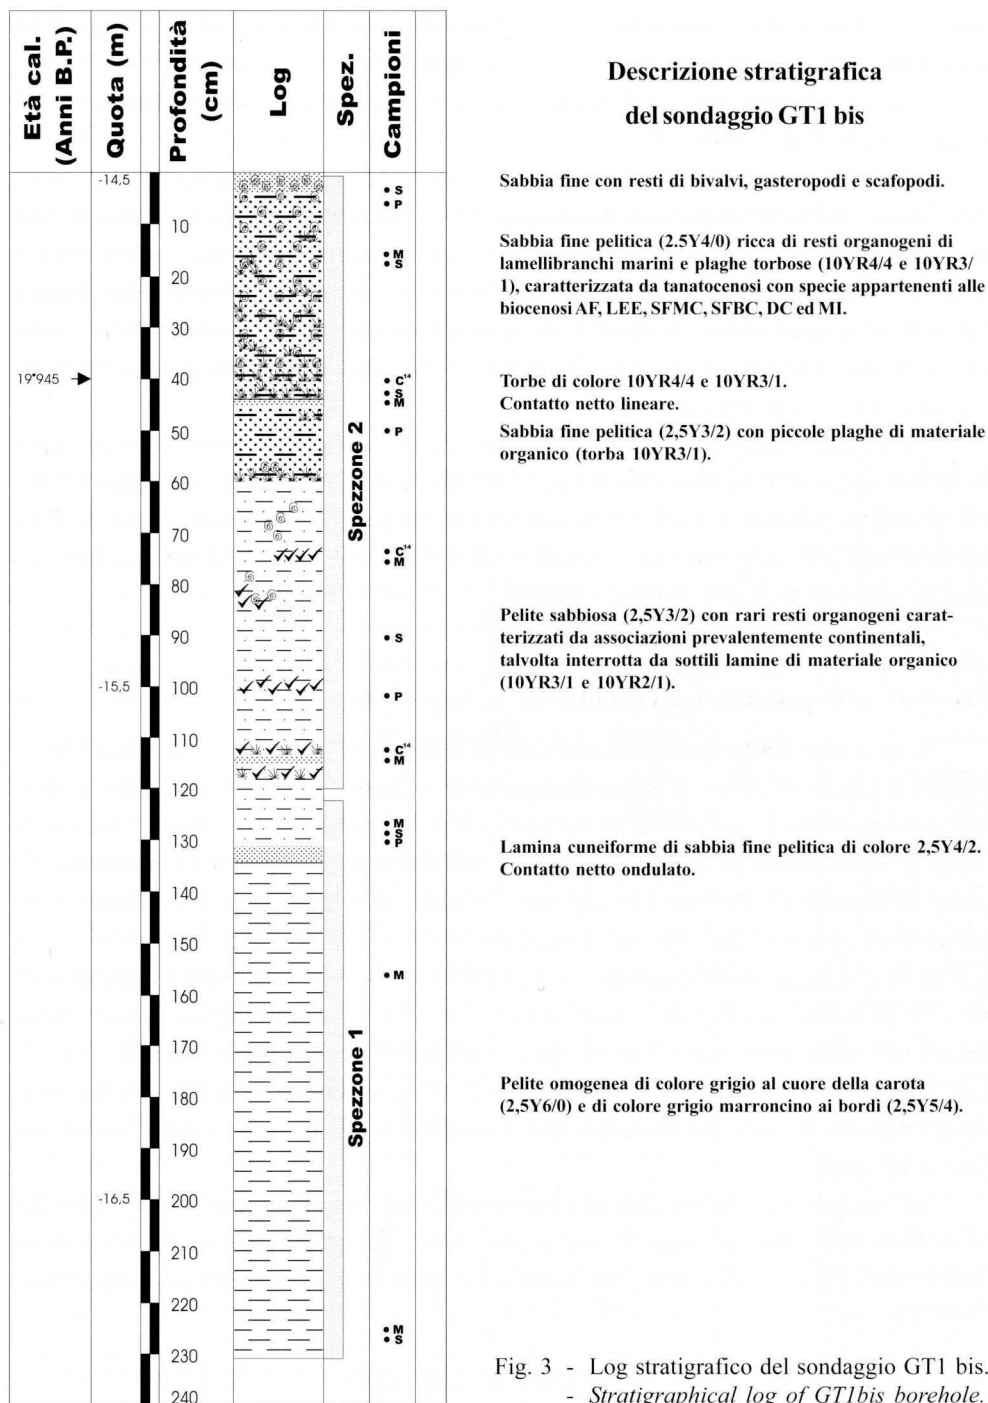 Età cal.
(Anni B.P.)
Quota (m)
Profondità
(cm)
Log
Spez.
Campioni
Descrizione stratigrafica
del sondaggio GT1 bis
-14,5
• S
• P
Sabbia fine con resti di bivalvi, gasteropodi e scafopodi.
10
• M
• S
Sabbia fine pelitica (2.5Y4/0) ricca di resti organogeni di
lamellibranchi marini e plaghe torbose (10YR4/4 e 10YR3/
1), caratterizzata da tanatocenosi con specie appartenenti alle
biocenosi AF, LEE, SFMC, SFBC, DC ed MI.
20
30
19*945
40
• C14
• S
• M
Torbe di colore 10YR4/4 e 10YR3/1.
Contatto netto lineare.
50
• P
Sabbia fine pelitica (2,5Y3/2) con piccole plaghe di materiale
organico (torba 10YR3/1).
Spezzone 2
60
70
• C14
• M
80
90
• S
Pelite sabbiosa (2,5Y3/2) con rari resti organogeni carat-
terizzati da associazioni prevalentemente continentali,
talvolta interrotta da sottili lamine di materiale organico
(10YR3/1 e 10YR2/1).
-15,5
100
• P
110
• C14
• M
120
• M
• S
• P
130
Lamina cuneiforme di sabbia fine pelitica di colore 2,5Y4/2.
Contatto netto ondulato.
140
150
• M
160
170
Spezzone 1
180
Pelite omogenea di colore grigio al cuore della carota
(2,5Y6/0) e di colore grigio marroncino ai bordi (2,5Y5/4).
190
-16,5
200
210
220
• M
• S
230
240
Fig. 3 - Log stratigrafico del sondaggio GT1 bis.
- Stratigraphical log of GT1bis borehole.